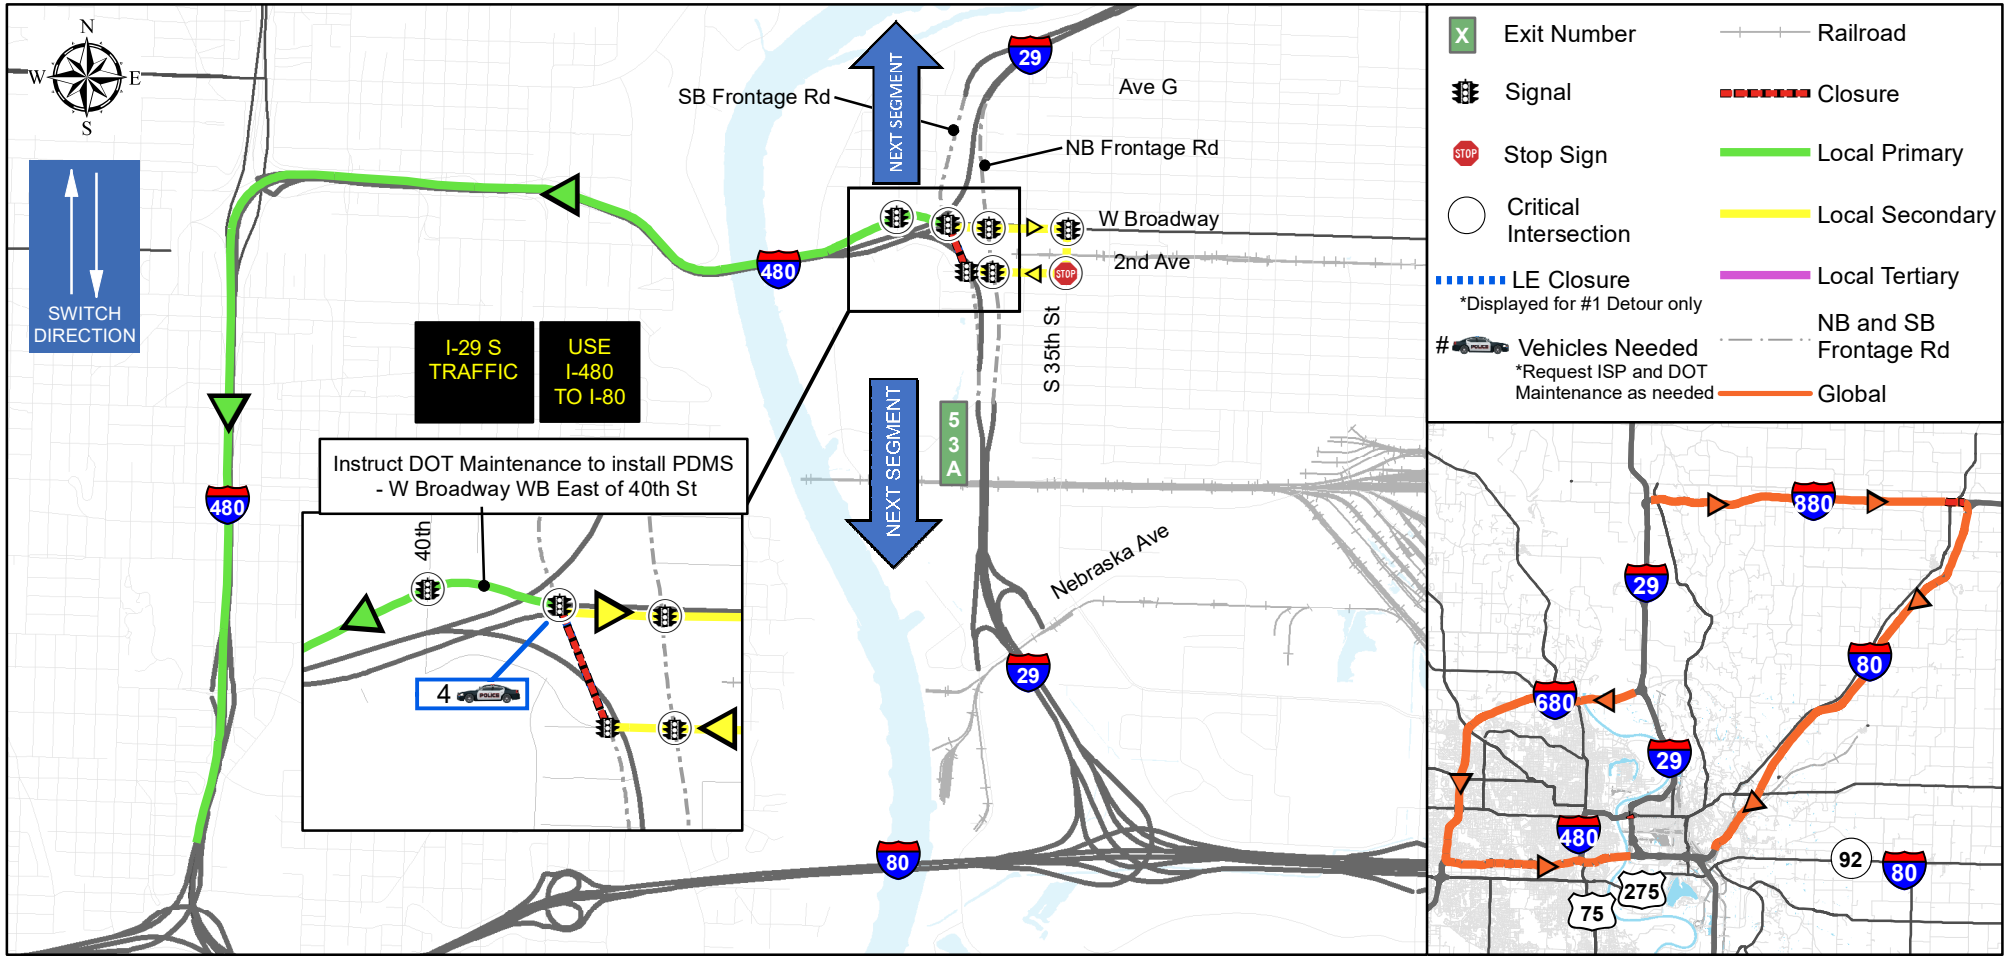 N
W
E
S
SWITCH
DIRECTION
SB Frontage Rd
NEXT SEGMENT
29
Ave G
NB Frontage Rd
W Broadway
2nd Ave
STOP
480
S 35th St
I-29 S
TRAFFIC
USE
I-480
TO I-80
5
3
A
NEXT SEGMENT
Instruct DOT Maintenance to install PDMS
- W Broadway WB East of 40th St
480
40th
4
POLICE
Nebraska Ave
29
80
X
Exit Number
Railroad
Signal
Closure
STOP
Stop Sign
Local Primary
Critical
Intersection
Local Secondary
LE Closure
*Displayed for #1 Detour only
Local Tertiary
#
POLICE
Vehicles Needed
*Request ISP and DOT
Maintenance as needed
NB and SB
Frontage Rd
Global
880
29
80
680
29
480
92
80
275
75